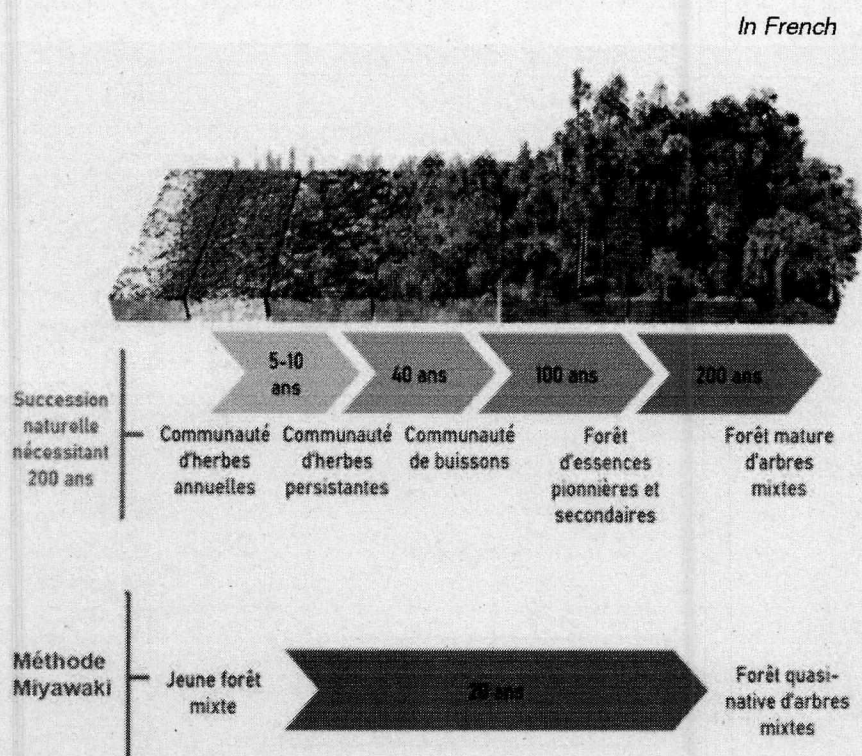 In French
5-10
ans
40 ans
100 ans
200 ans
Succession
naturelle
nécessitant
200 ans
Communauté
d'herbes
annuelles
Communauté
d'herbes
persistantes
Communauté
de buissons
Forêt
d'essences
pionnières et
secondaires
Forêt mature
d'arbres
mixtes
Méthode
Miyawaki
Jeune forêt
mixte
20 ans
Forêt quasi-
native d'arbres
mixtes